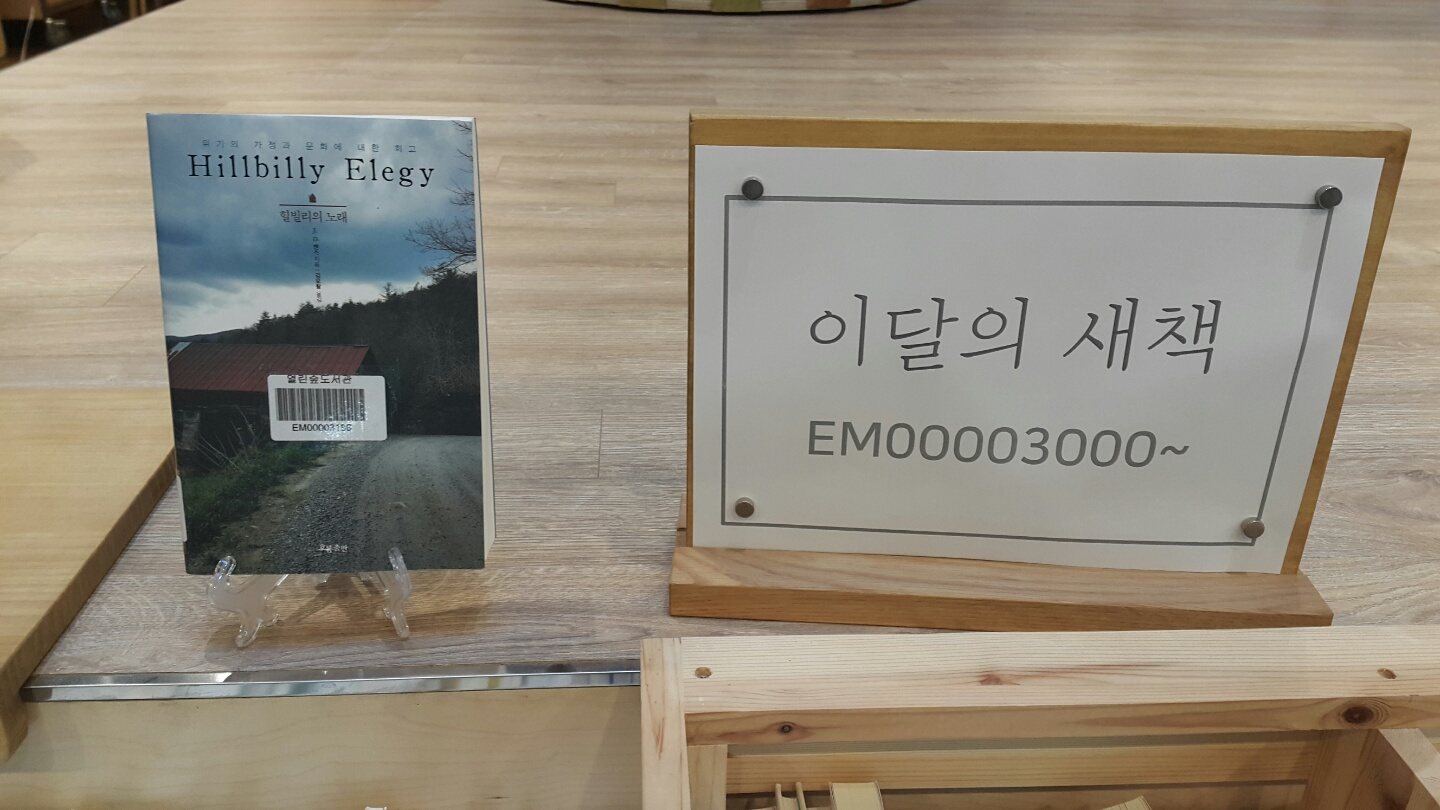 위기의 가정과 문화에 대한 회고
Hillbilly Elegy
힐빌리의 노래
열린숲도서관
EM00003156
이달의 새책
EM00003000~